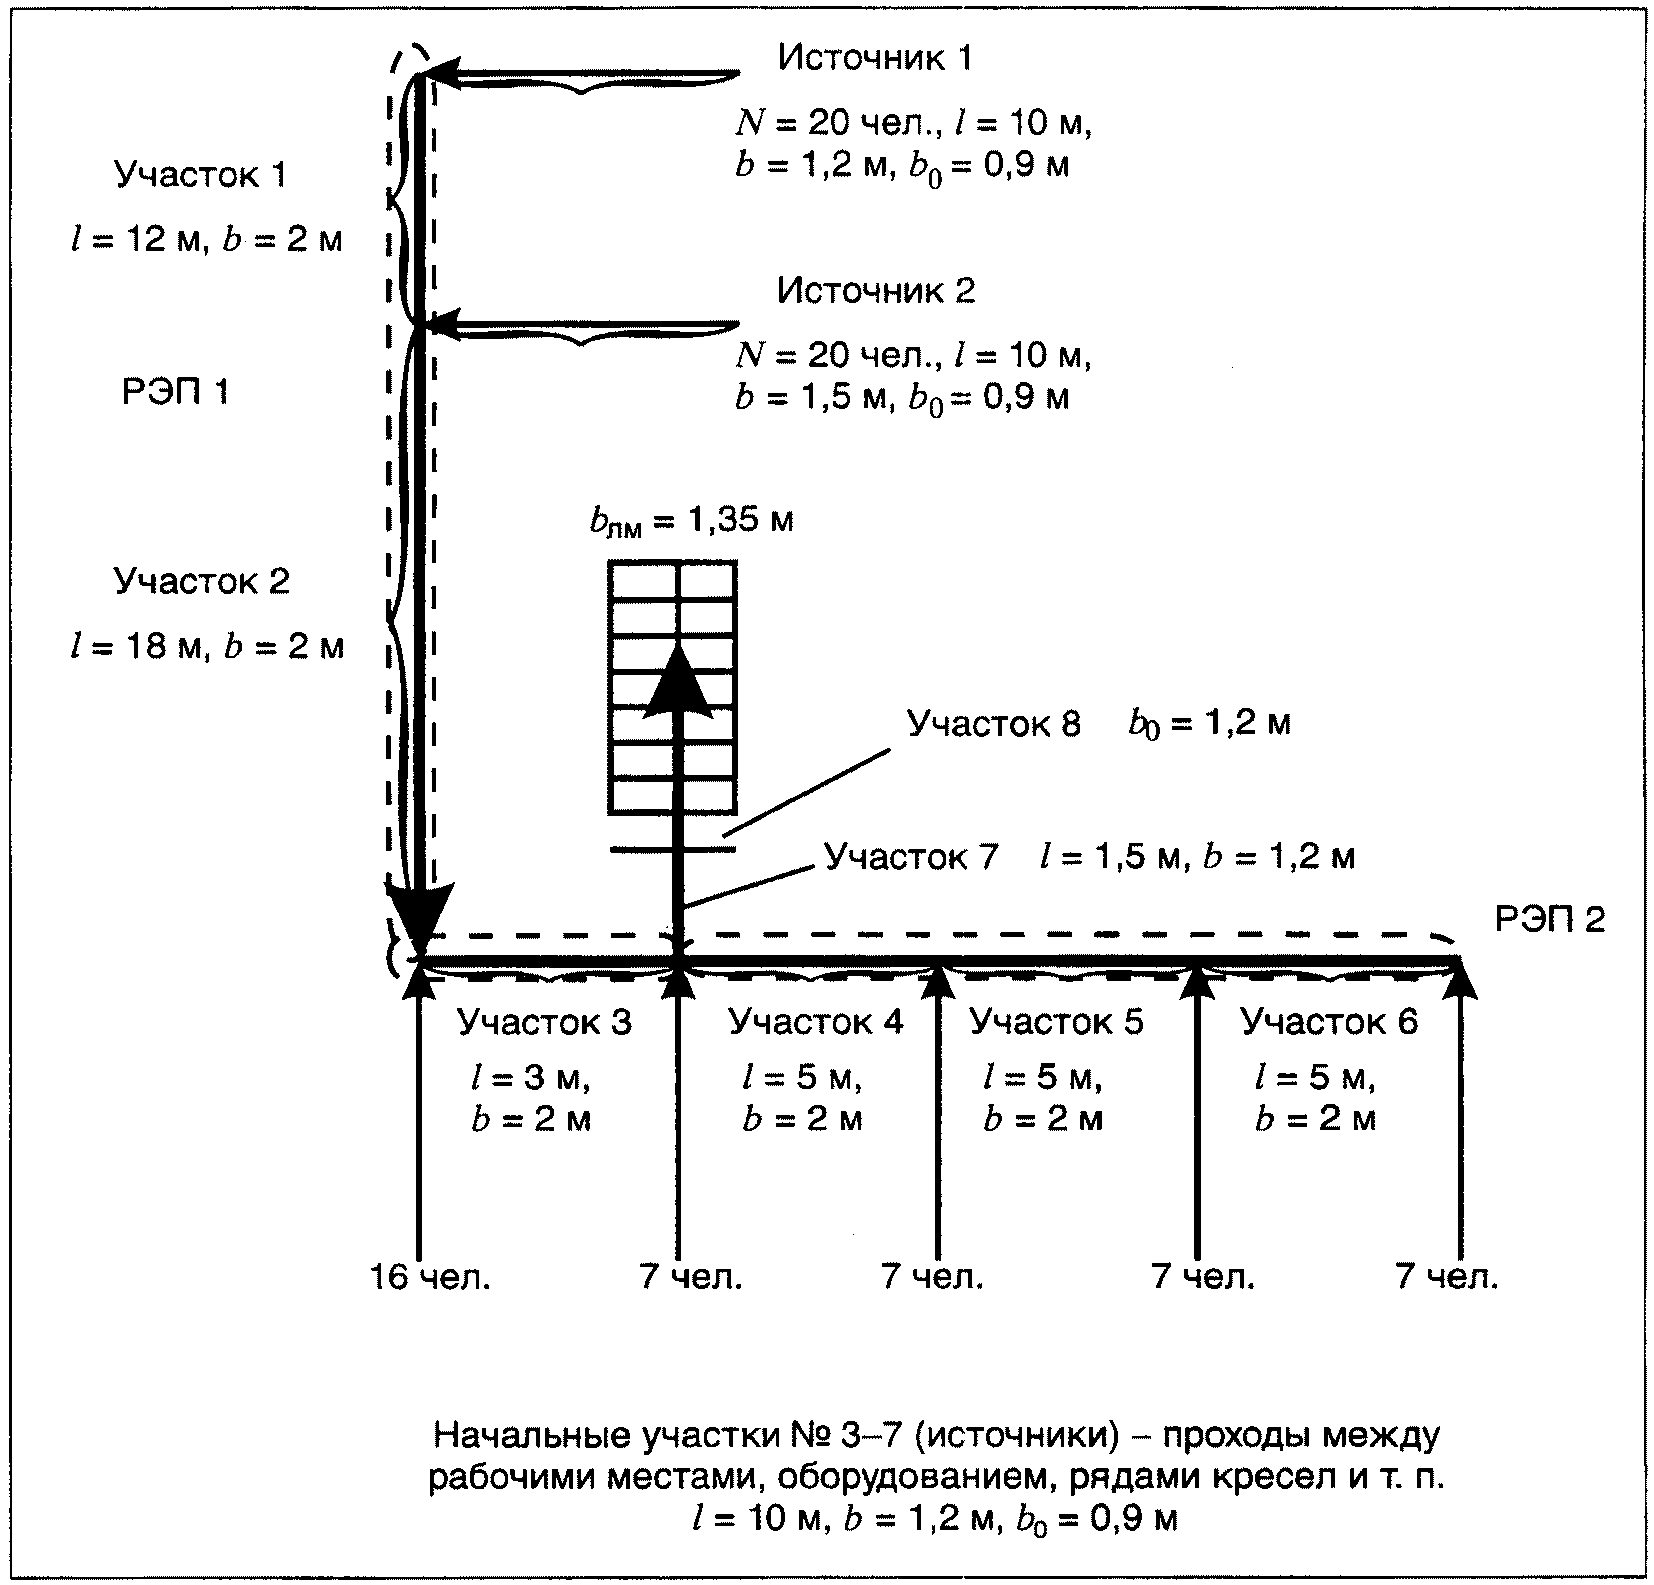 Источник 1
N = 20 чел., l = 10 м,
b = 1,2 м, b₀ = 0,9 м
Участок 1
l = 12 м, b = 2 м
Источник 2
N = 20 чел., l = 10 м,
b = 1,5 м, b₀ = 0,9 м
РЭП 1
bлм = 1,35 м
Участок 2
l = 18 м, b = 2 м
Участок 8 b₀ = 1,2 м
Участок 7 l = 1,5 м, b = 1,2 м
РЭП 2
Участок 3 Участок 4 Участок 5 Участок 6
l = 3 м, l = 5 м, l = 5 м, l = 5 м,
b = 2 м b = 2 м b = 2 м b = 2 м
16 чел. 7 чел. 7 чел. 7 чел. 7 чел.
Начальные участки № 3–7 (источники) – проходы между
рабочими местами, оборудованием, рядами кресел и т. п.
l = 10 м, b = 1,2 м, b₀ = 0,9 м